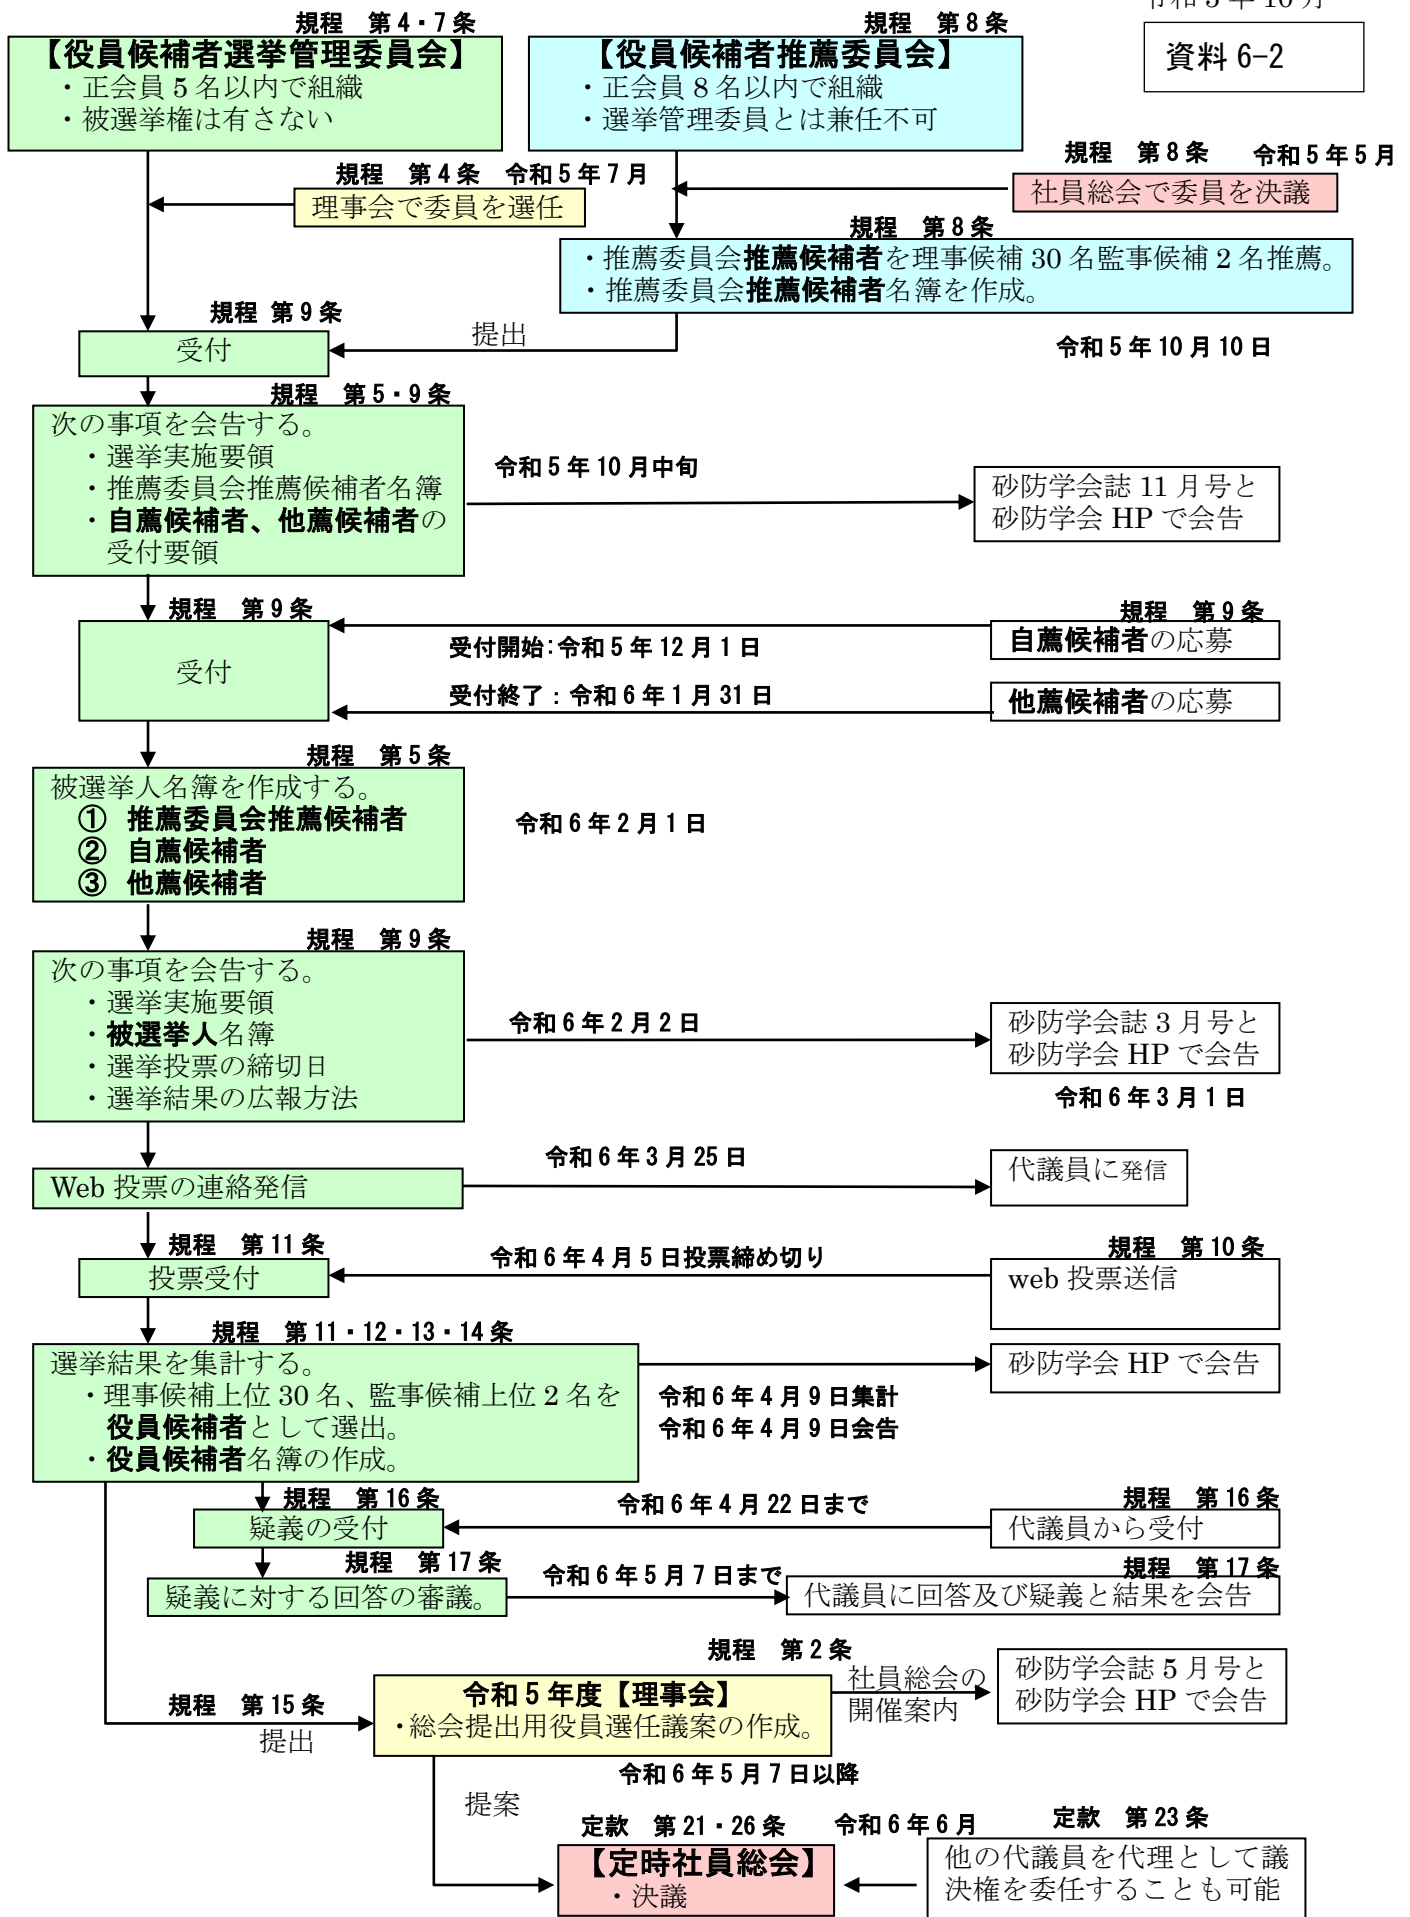 令和5年10月
資料 6-2
規程　第4・7条
【役員候補者選挙管理委員会】
・正会員5名以内で組織
・被選挙権は有さない
規程　第8条
【役員候補者推薦委員会】
・正会員8名以内で組織
・選挙管理委員とは兼任不可
規程　第4条　令和5年7月
理事会で委員を選任
規程　第8条　令和5年5月
社員総会で委員を決議
規程　第8条
・推薦委員会推薦候補者を理事候補30名監事候補2名推薦。
・推薦委員会推薦候補者名簿を作成。
規程 第9条
受付
提出
令和5年10月10日
規程　第5・9条
次の事項を会告する。
・選挙実施要領
・推薦委員会推薦候補者名簿
・自薦候補者、他薦候補者の
受付要領
令和5年10月中旬
砂防学会誌11月号と
砂防学会HPで会告
規程　第9条
受付
受付開始:令和5年12月1日
受付終了：令和6年1月31日
規程　第9条
自薦候補者の応募
他薦候補者の応募
規程　第5条
被選挙人名簿を作成する。
① 推薦委員会推薦候補者
② 自薦候補者
③ 他薦候補者
令和6年2月1日
規程　第9条
次の事項を会告する。
・選挙実施要領
・被選挙人名簿
・選挙投票の締切日
・選挙結果の広報方法
令和6年2月2日
砂防学会誌3月号と
砂防学会HPで会告
令和6年3月1日
Web投票の連絡発信
令和6年3月25日
代議員に発信
規程　第11条
投票受付
令和6年4月5日投票締め切り
規程　第10条
web投票送信
規程　第11・12・13・14条
選挙結果を集計する。
・理事候補上位30名、監事候補上位2名を
役員候補者として選出。
・役員候補者名簿の作成。
令和6年4月9日集計
令和6年4月9日会告
砂防学会HPで会告
規程　第16条
疑義の受付
令和6年4月22日まで
規程　第16条
代議員から受付
規程　第17条
疑義に対する回答の審議。
令和6年5月7日まで
規程　第17条
代議員に回答及び疑義と結果を会告
規程　第15条
提出
規程　第2条
令和5年度【理事会】
・総会提出用役員選任議案の作成。
社員総会の
開催案内
砂防学会誌5月号と
砂防学会HPで会告
令和6年5月7日以降
提案
定款　第21・26条　令和6年6月
【定時社員総会】
・決議
定款　第23条
他の代議員を代理として議
決権を委任することも可能